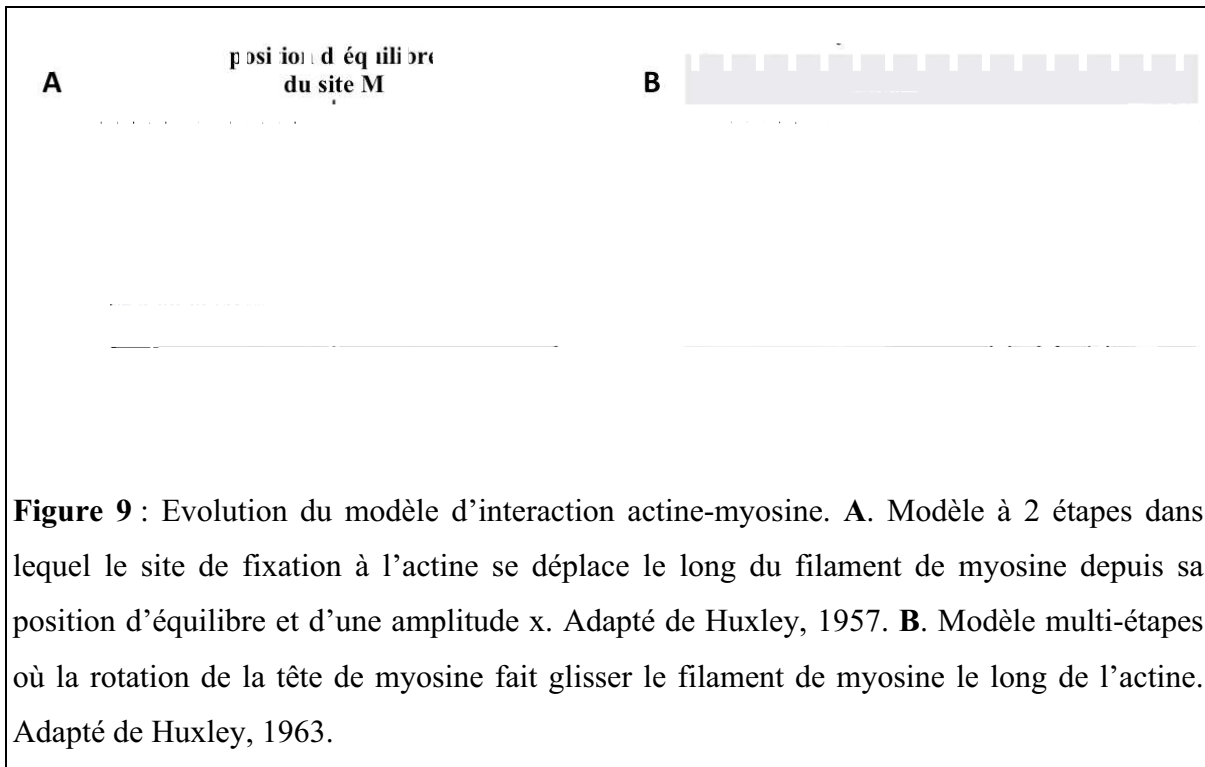 A
du site M
B
Figure 9 : Evolution du modèle d’interaction actine-myosine. A. Modèle à 2 étapes dans
lequel le site de fixation à l’actine se déplace le long du filament de myosine depuis sa
position d’équilibre et d’une amplitude x. Adapté de Huxley, 1957. B. Modèle multi-étapes
où la rotation de la tête de myosine fait glisser le filament de myosine le long de l’actine.
Adapté de Huxley, 1963.